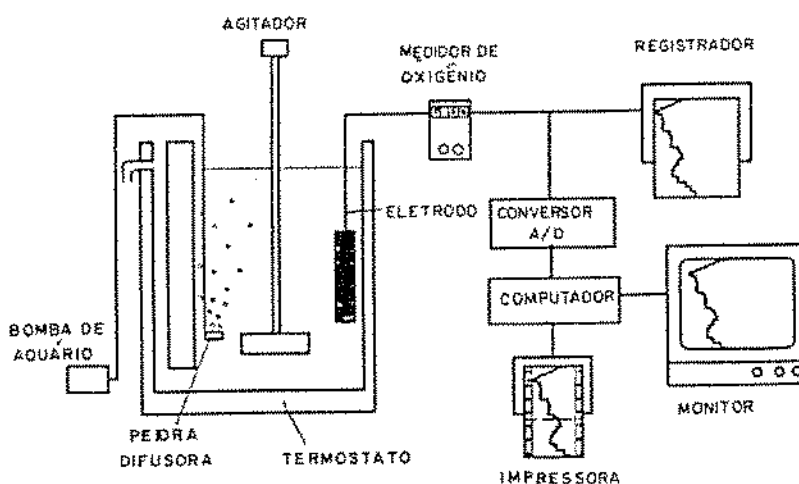 AGITADOR
MEDIDOR DE
OXIGÊNIO
REGISTRADOR
ELETRODO
CONVERSOR
A/D
COMPUTADOR
BOMBA DE
AQUÁRIO
MONITOR
PEDRA
DIFUSORA
TERMOSTATO
IMPRESSORA